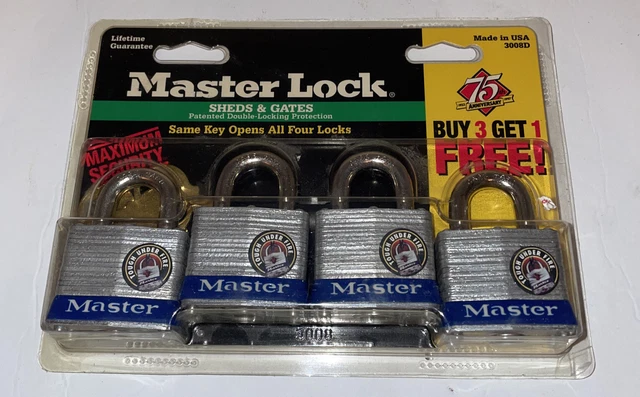 Lifetime
Guarantee
Made in USA
3008D
Master Lock®
SHEDS & GATES
Patented Double-Locking Protection
Same Key Opens All Four Locks
75
ANNIVERSARY
BUY 3 GET 1
FREE!
MAXIMUM
SECURITY
TOUGH UNDER FIRE
Master
TOUGH UNDER FIRE
Master
TOUGH UNDER FIRE
Master
TOUGH UNDER FIRE
Master